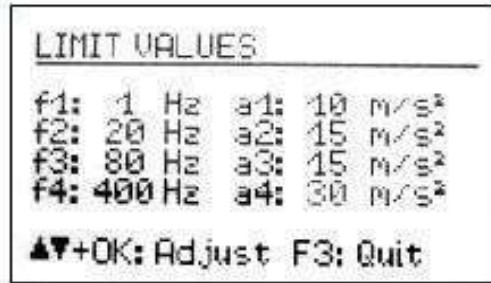 LIMIT VALUES
f1: 1 Hz a1: 10 m/s²
f2: 20 Hz a2: 15 m/s²
f3: 80 Hz a3: 15 m/s²
f4: 400 Hz a4: 30 m/s²
▲▼+OK: Adjust F3: Quit